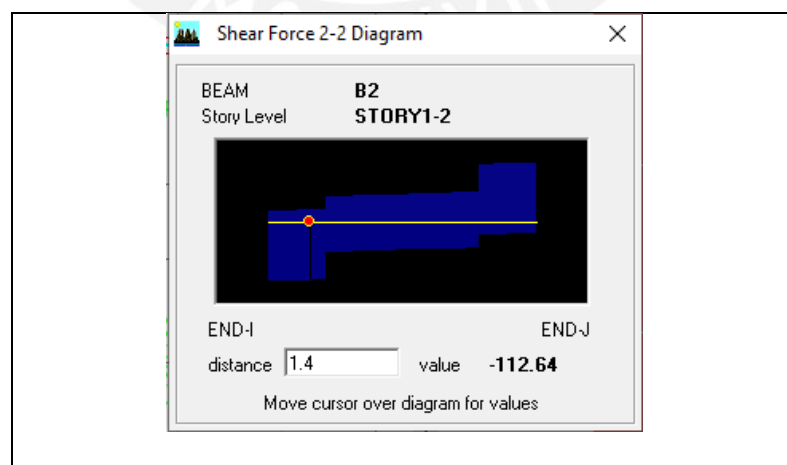 Shear Force 2-2 Diagram
BEAM B2
Story Level STORY1-2
END-I END-J
distance 1.4 value -112.64
Move cursor over diagram for values